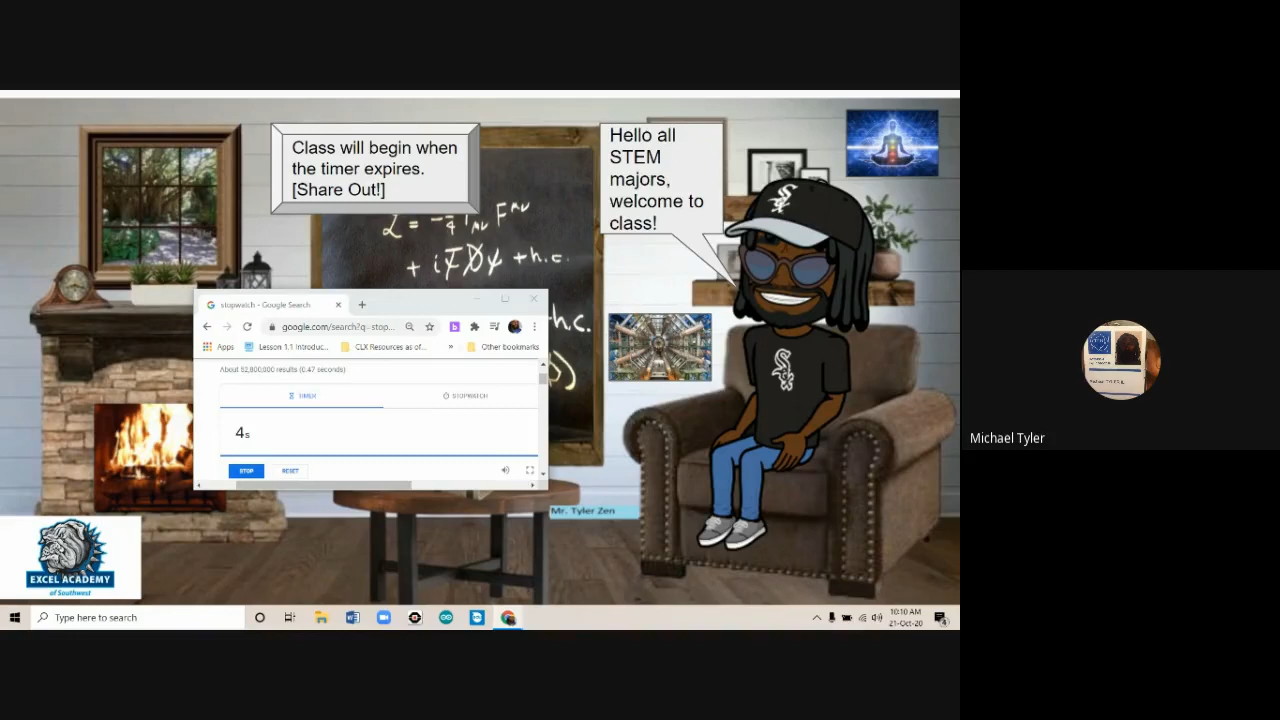 Class will begin when
the timer expires.
[Share Out!]
Hello all
STEM
majors,
welcome to
class!
+ h.c.
h.c.
stopwatch - Google Search
google.com/search?q=stop...
Apps
Lesson 1.1 Introduc...
CLX Resources as of...
»
Other bookmarks
About 62,800,000 results (0.47 seconds)
TIMER
STOPWATCH
4s
STOP
RESET
Mr. Tyler Zen
EXCEL ACADEMY
of Southwest
Michael Tyler
Type here to search
10:10 AM
21-Oct-20